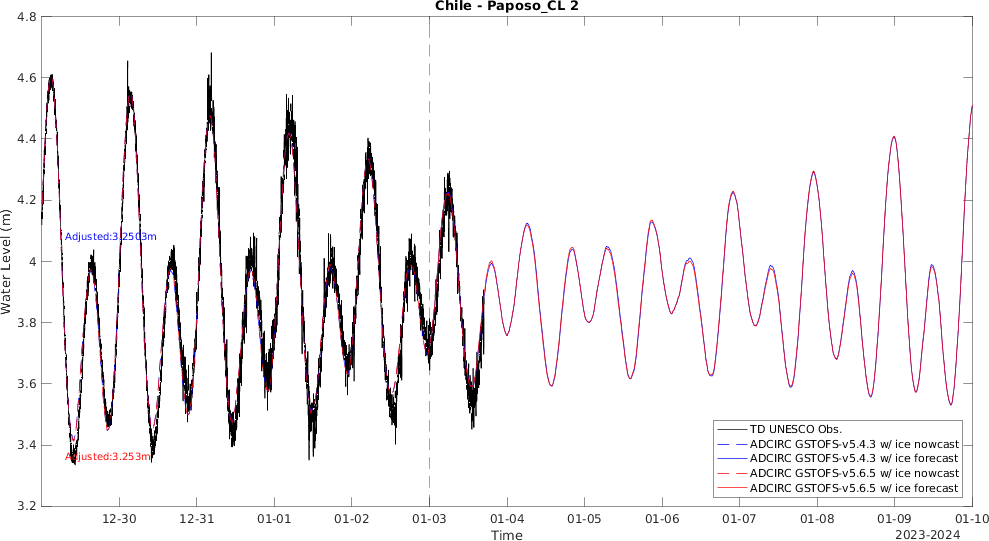 Chile - Paposo_CL 2
Water Level (m)
4.8
4.6
4.4
4.2
4
3.8
3.6
3.4
3.2
Adjusted:3.2503m
Adjusted:3.253m
TD UNESCO Obs.
ADCIRC GSTOFS-v5.4.3 w/ ice nowcast
ADCIRC GSTOFS-v5.4.3 w/ ice forecast
ADCIRC GSTOFS-v5.6.5 w/ ice nowcast
ADCIRC GSTOFS-v5.6.5 w/ ice forecast
12-30 12-31 01-01 01-02 01-03 01-04 01-05 01-06 01-07 01-08 01-09 01-10
Time
2023-2024